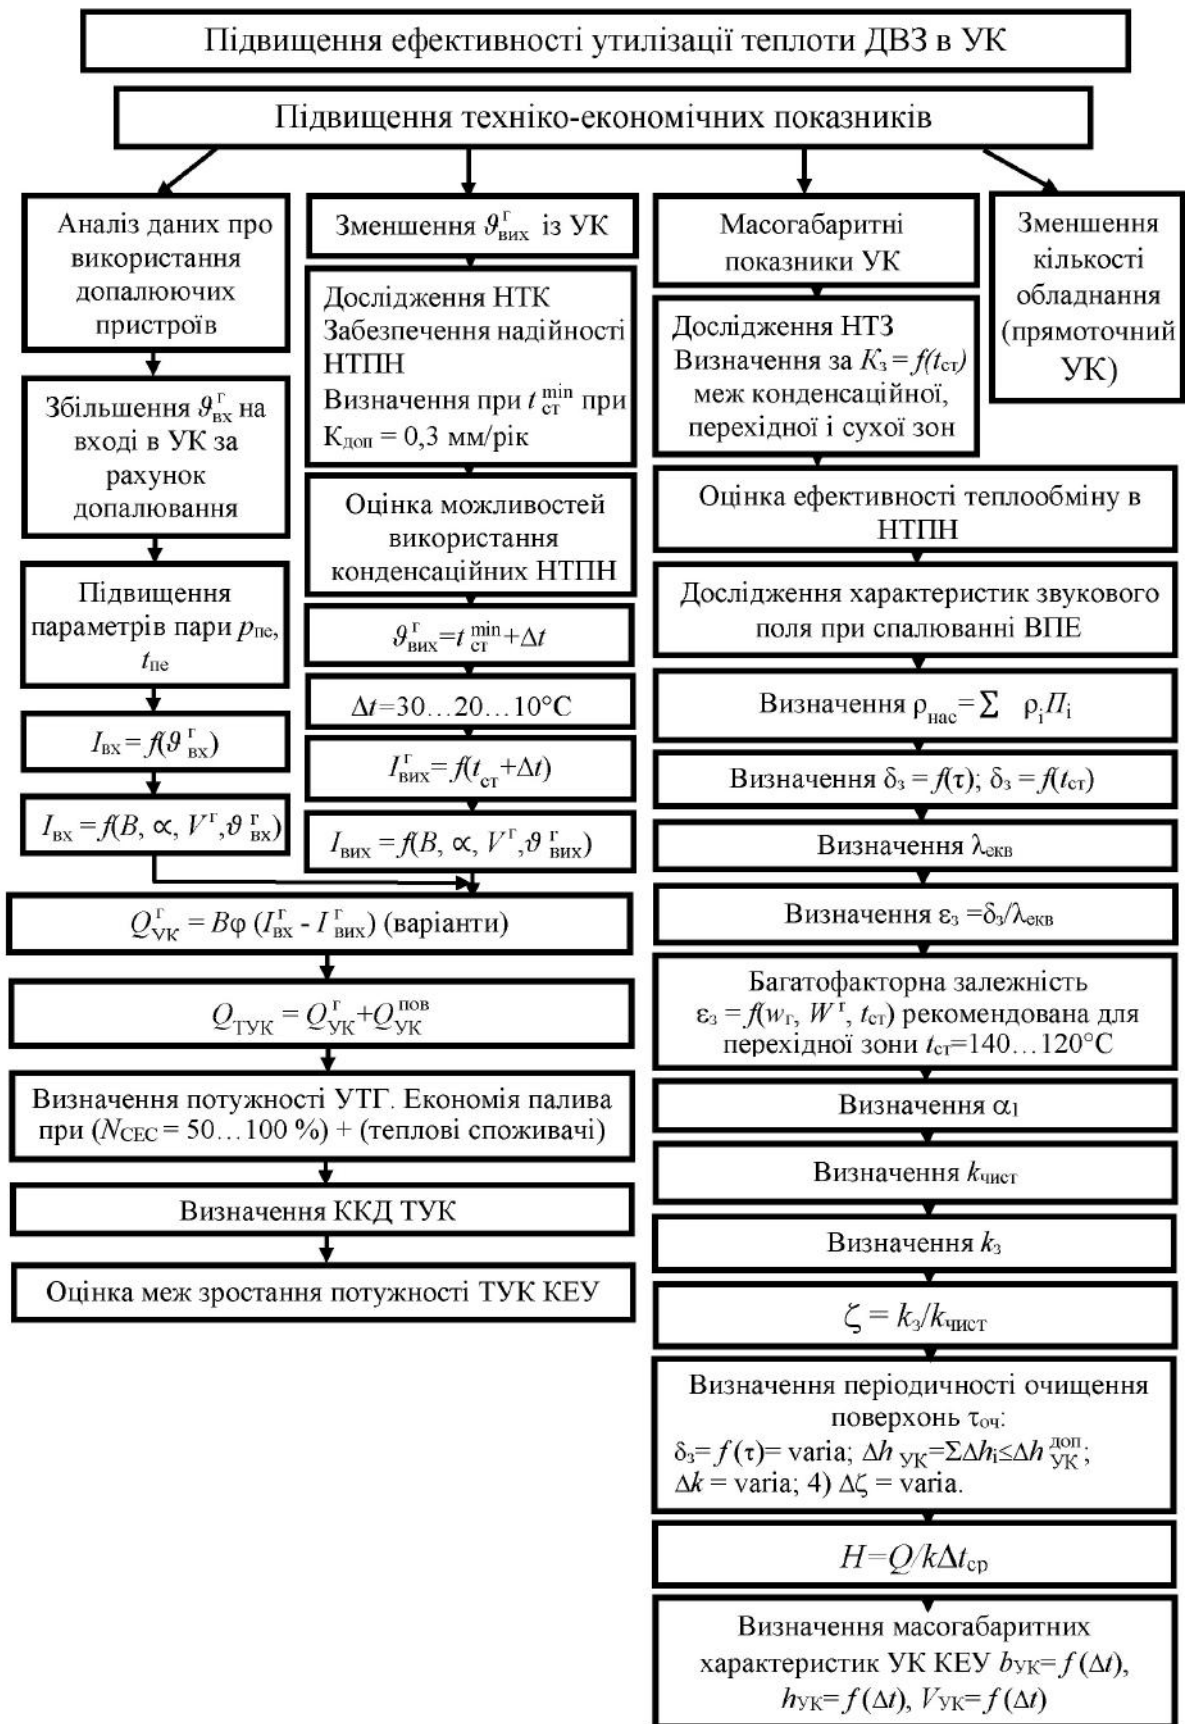 Підвищення ефективності утилізації теплоти ДВЗ в УК
Підвищення техніко-економічних показників
Аналіз даних про
використання
допалюючих
пристроїв
Збільшення ϑ^г_вх на
вході в УК за
рахунок
допалювання
Підвищення
параметрів пари p_пе,
t_пе
I_вх = f(ϑ^г_вх)
I_вх = f(B, ∝, V^г, ϑ^г_вх)
Зменшення ϑ^г_вих із УК
Дослідження НТК
Забезпечення надійності
НТПН
Визначення при t^min_ст при
К_доп = 0,3 мм/рік
Оцінка можливостей
використання
конденсаційних НТПН
ϑ^г_вих=t^min_ст+Δt
Δt=30…20…10°C
I^г_вих=f(t_ст+Δt)
I_вих = f(B, ∝, V^г, ϑ^г_вих)
Q^г_УК = Bφ (I^г_вх - I^г_вих) (варіанти)
Q_ТУК = Q^г_УК+Q^пов_УК
Визначення потужності УТГ. Економія палива
при (N_СЕС = 50…100 %) + (теплові споживачі)
Визначення ККД ТУК
Оцінка меж зростання потужності ТУК КЕУ
Масогабаритні
показники УК
Дослідження НТЗ
Визначення за K_з = f(t_ст)
меж конденсаційної,
перехідної і сухої зон
Оцінка ефективності теплообміну в
НТПН
Дослідження характеристик звукового
поля при спалюванні ВПЕ
Визначення ρ_нас=Σ ρ_iП_i
Визначення δ_з = f(τ); δ_з = f(t_ст)
Визначення λ_екв
Визначення ε_з =δ_з/λ_екв
Багатофакторна залежність
ε_з = f(w_г, W^г, t_ст) рекомендована для
перехідної зони t_ст=140…120°C
Визначення α_1
Визначення k_чист
Визначення k_з
ζ = k_з/k_чист
Визначення періодичності очищення
поверхонь τ_оч:
δ_з= f (τ)= varia; Δh_УК=ΣΔh_i≤Δh^доп_УК;
Δk = varia; 4) Δζ = varia.
H=Q/kΔt_ср
Визначення масогабаритних
характеристик УК КЕУ b_УК= f (Δt),
h_УК= f (Δt), V_УК= f (Δt)
Зменшення
кількості
обладнання
(прямоточний
УК)